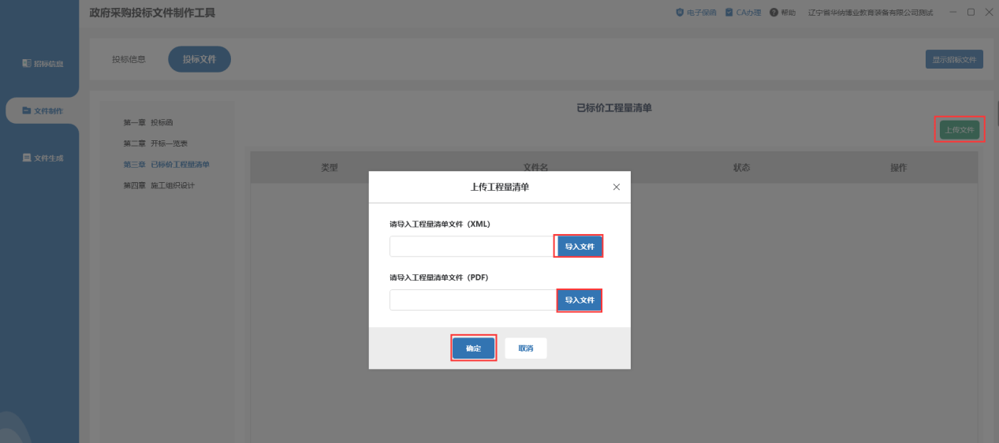 政府采购投标文件制作工具
电子保函 CA办理 帮助 辽宁省华纳博业教育装备有限公司测试
招标信息
文件制作
文件生成
投标信息 投标文件 显示招标文件
第一章 投标函
第二章 开标一览表
第三章 已标价工程量清单
第四章 施工组织设计
已标价工程量清单
上传文件
类型 文件名 状态 操作
上传工程量清单
请导入工程量清单文件（XML）
导入文件
请导入工程量清单文件（PDF）
导入文件
确定 取消